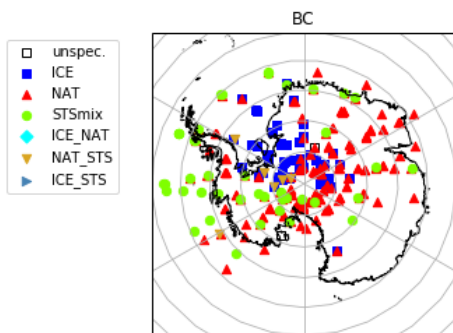 BC
unspec.
ICE
NAT
STSmix
ICE_NAT
NAT_STS
ICE_STS